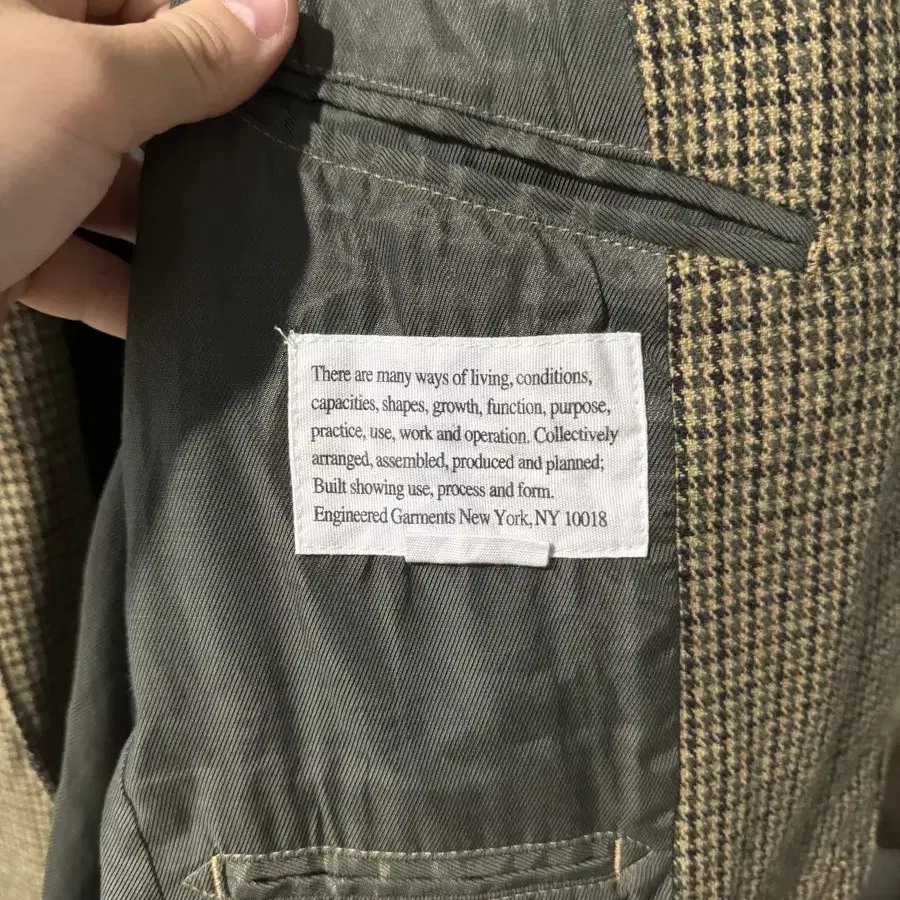 There are many ways of living, conditions,
capacities, shapes, growth, function, purpose,
practice, use, work and operation. Collectively
arranged, assembled, produced and planned;
Built showing use, process and form.
Engineered Garments New York, NY 10018